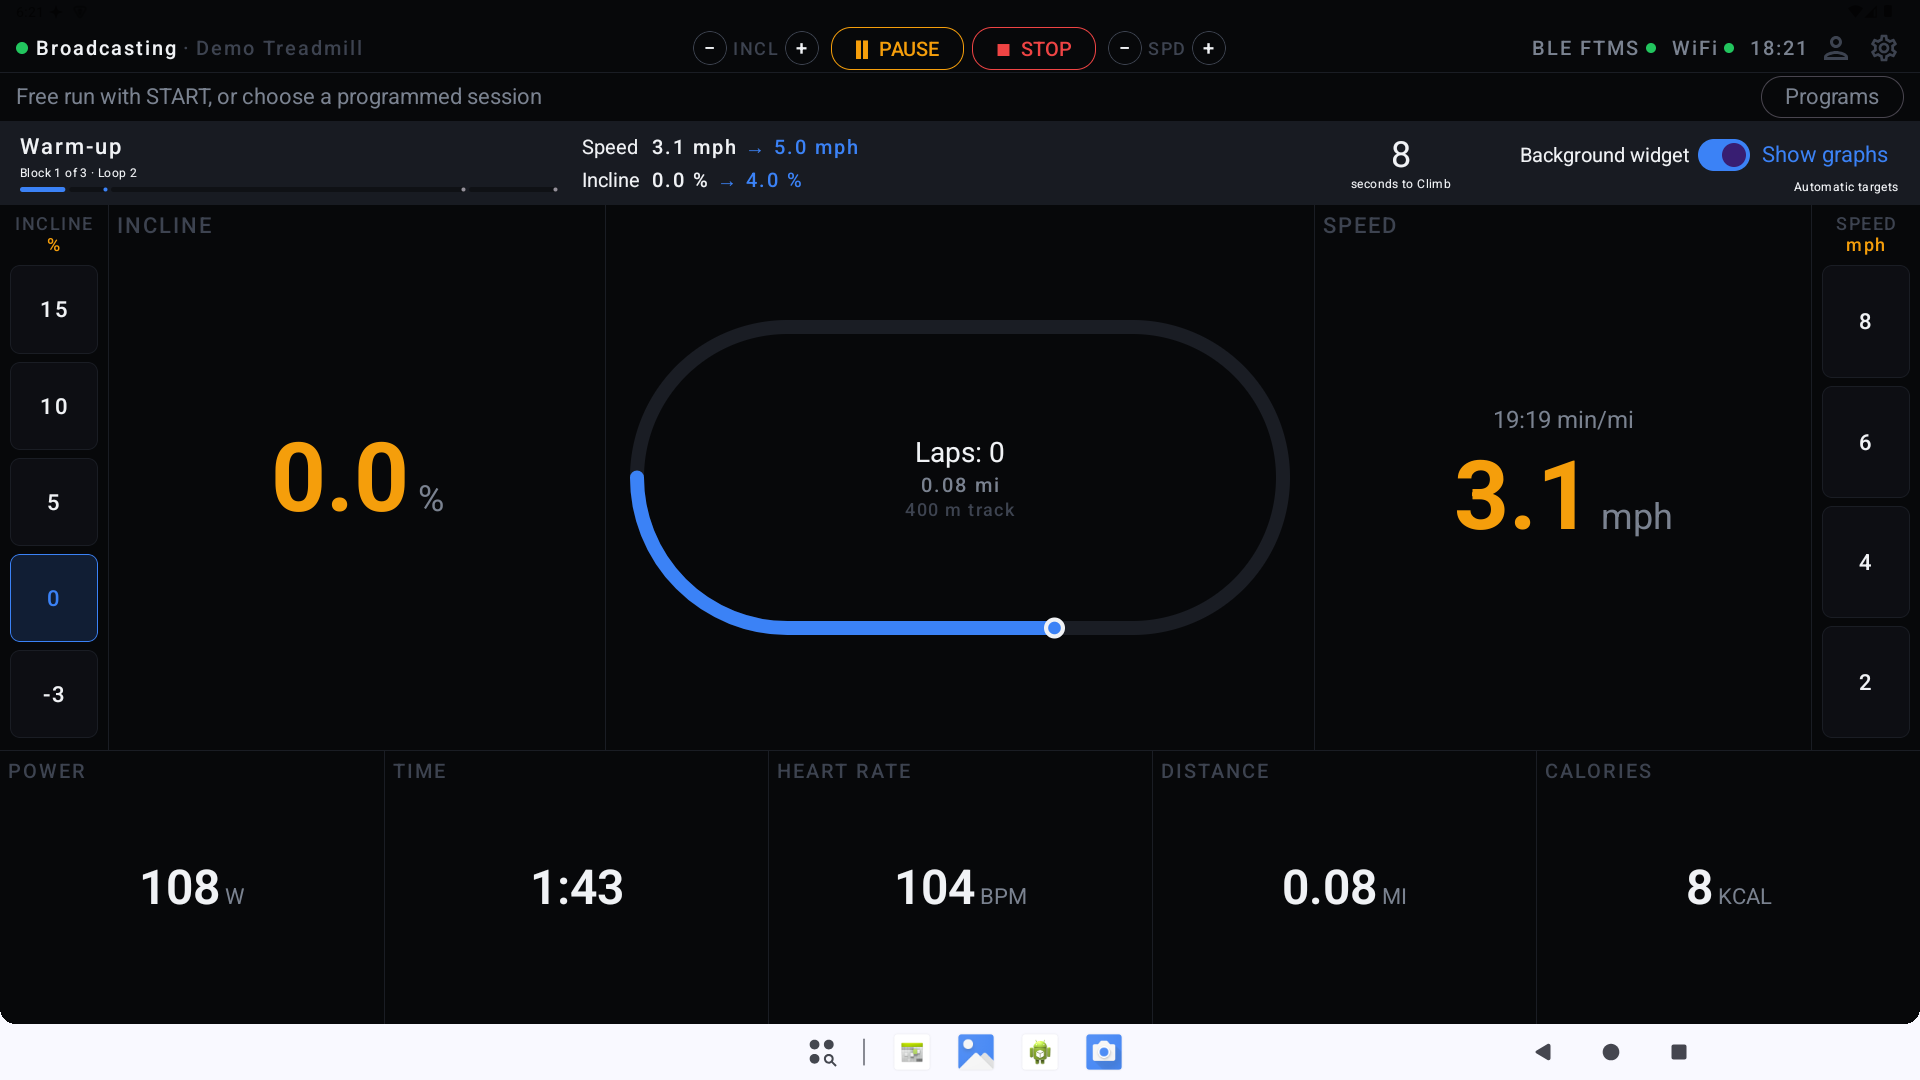 Broadcasting · Demo Treadmill
− INCL + PAUSE STOP − SPD +
BLE FTMS WiFi 18:21
Free run with START, or choose a programmed session
Programs
Warm-up
Block 1 of 3 · Loop 2
Speed 3.1 mph → 5.0 mph
Incline 0.0 % → 4.0 %
8
seconds to Climb
Background widget Show graphs
Automatic targets
INCLINE
%
15
10
5
0
-3
INCLINE
0.0 %
Laps: 0
0.08 mi
400 m track
SPEED
19:19 min/mi
3.1 mph
SPEED
mph
8
6
4
2
POWER
108 W
TIME
1:43
HEART RATE
104 BPM
DISTANCE
0.08 MI
CALORIES
8 KCAL